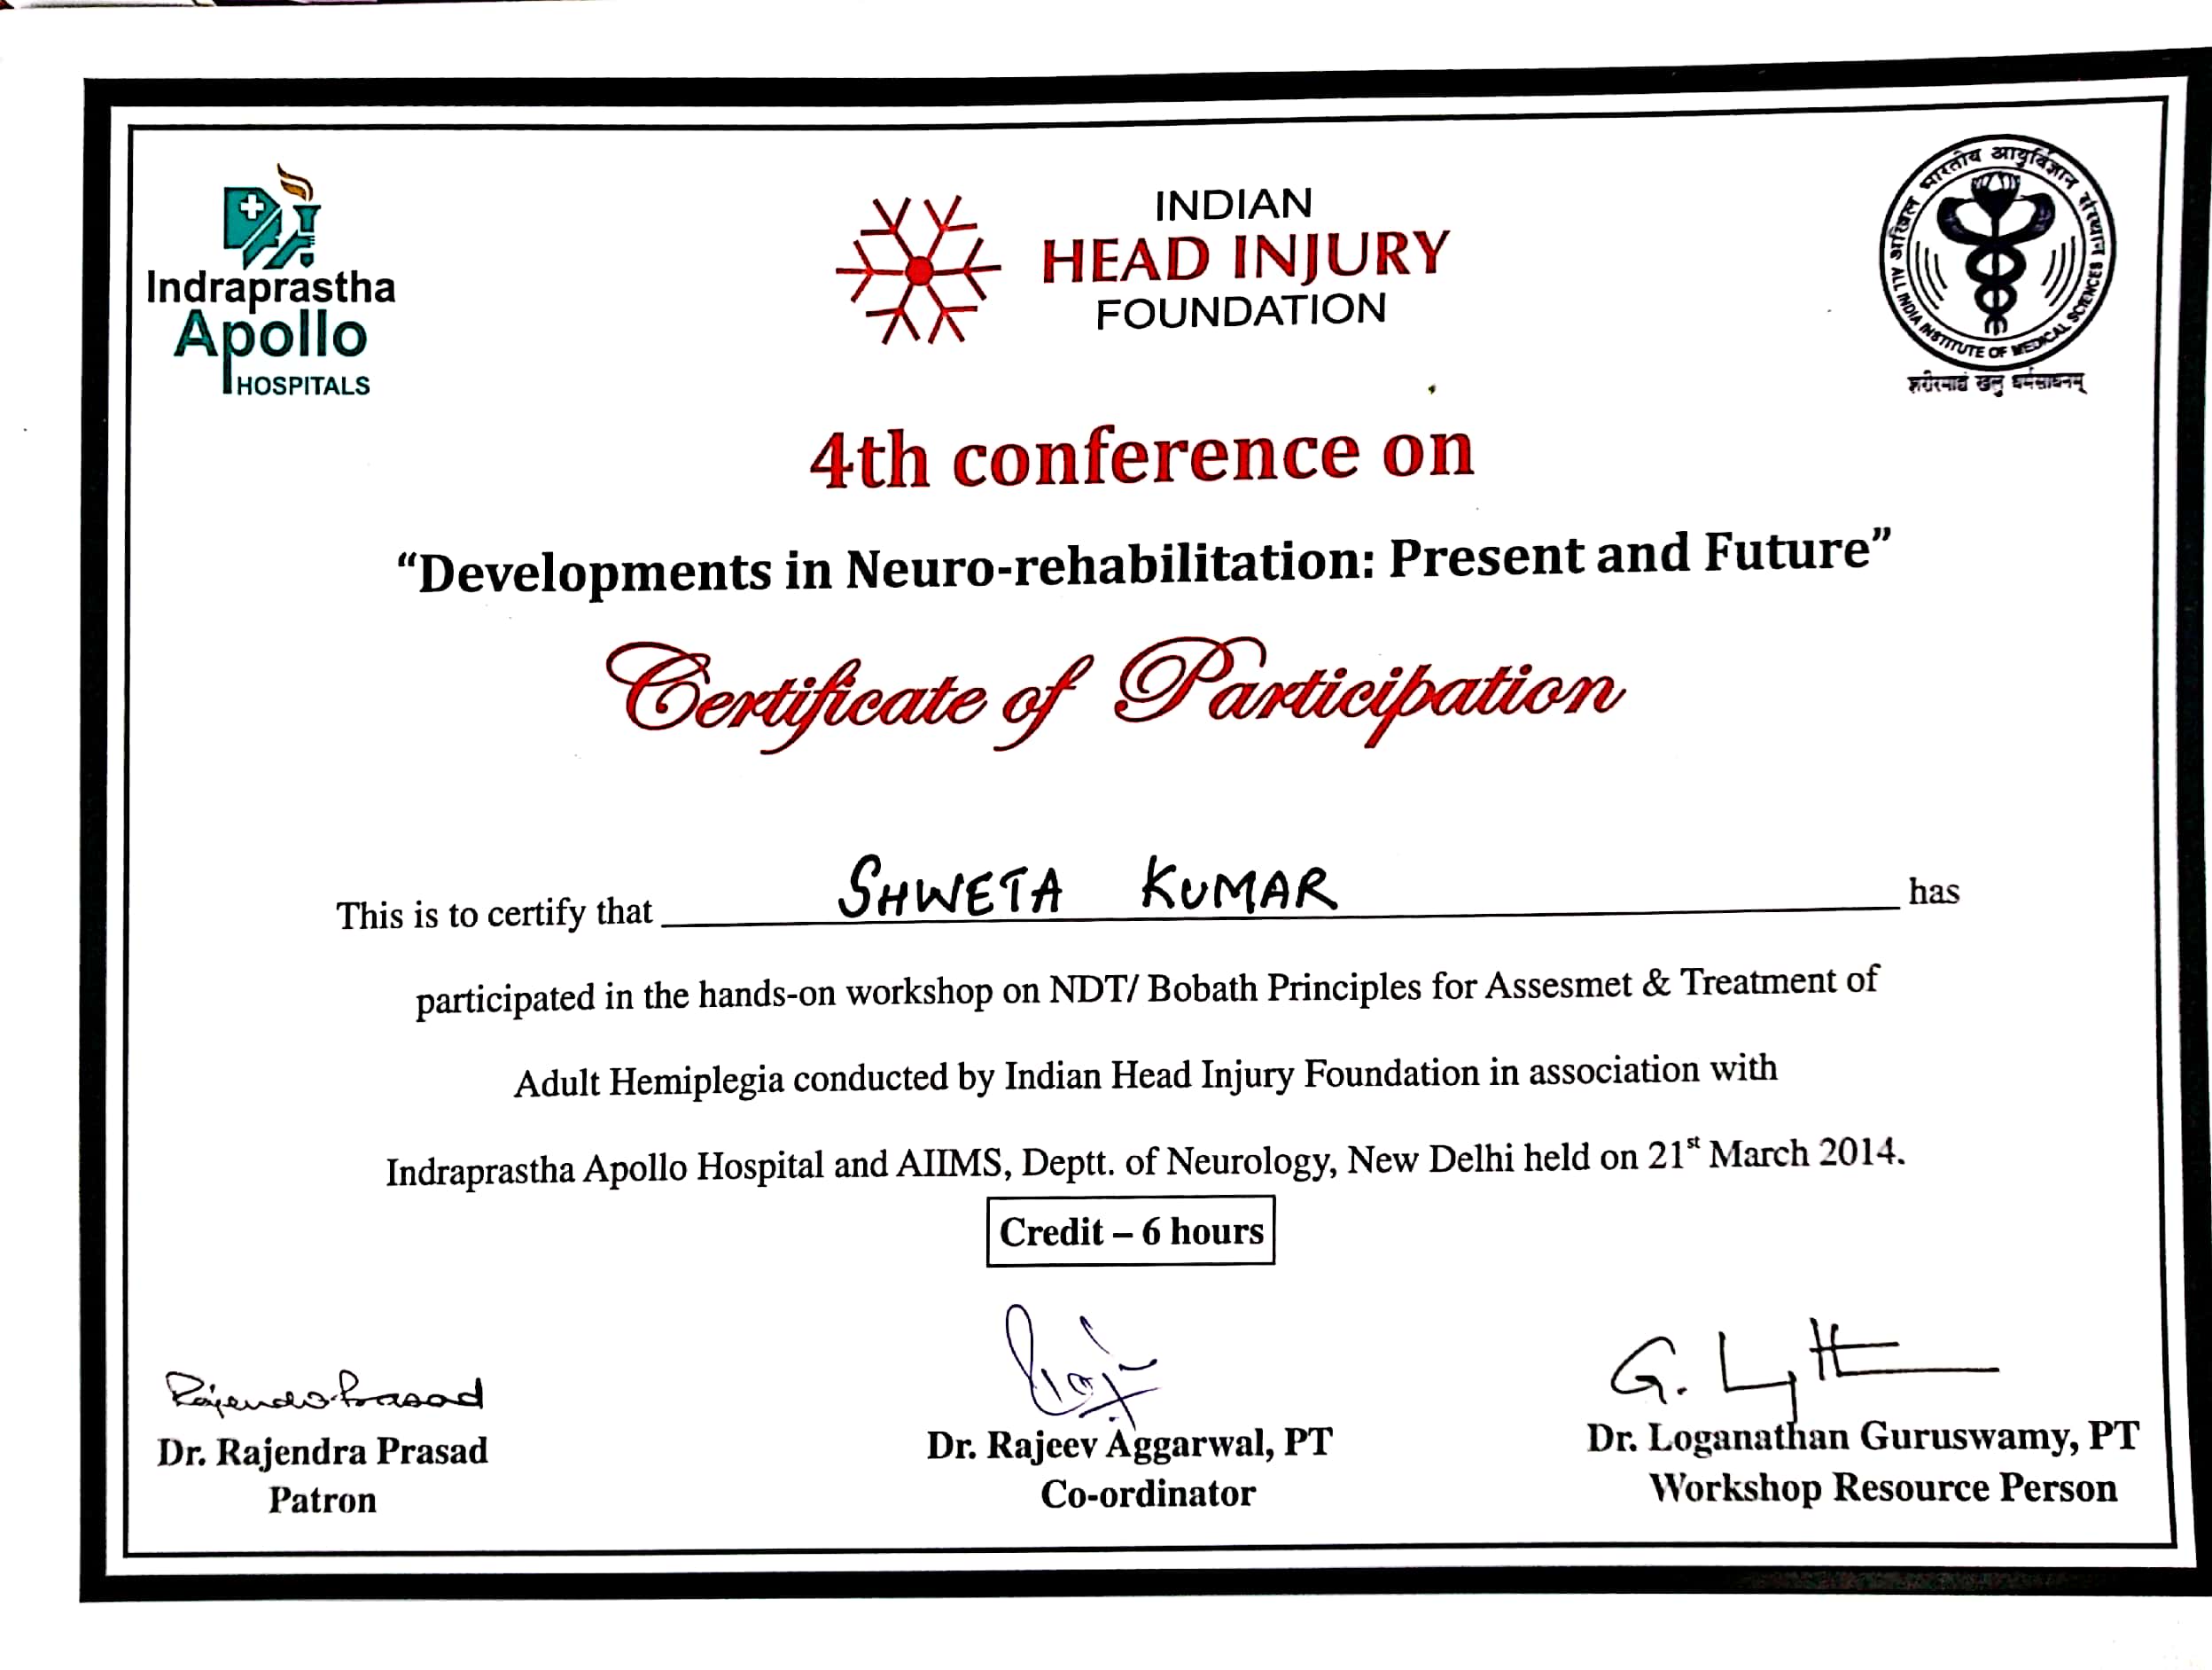 Indraprastha
Apollo
HOSPITALS
INDIAN
HEAD INJURY
FOUNDATION
अखिल भारतीय आयुर्विज्ञान संस्थान
ALL INDIA INSTITUTE OF MEDICAL SCIENCES
शरीरमाद्यं खलु धर्मसाधनम्
4th conference on
“Developments in Neuro-rehabilitation: Present and Future”
Certificate of Participation
This is to certify that SHWETA KUMAR has
participated in the hands-on workshop on NDT/ Bobath Principles for Assesmet & Treatment of
Adult Hemiplegia conducted by Indian Head Injury Foundation in association with
Indraprastha Apollo Hospital and AIIMS, Deptt. of Neurology, New Delhi held on 21st March 2014.
Credit – 6 hours
Rajendra Prasad
Dr. Rajendra Prasad
Patron
Dr. Rajeev Aggarwal, PT
Co-ordinator
Dr. Loganathan Guruswamy, PT
Workshop Resource Person